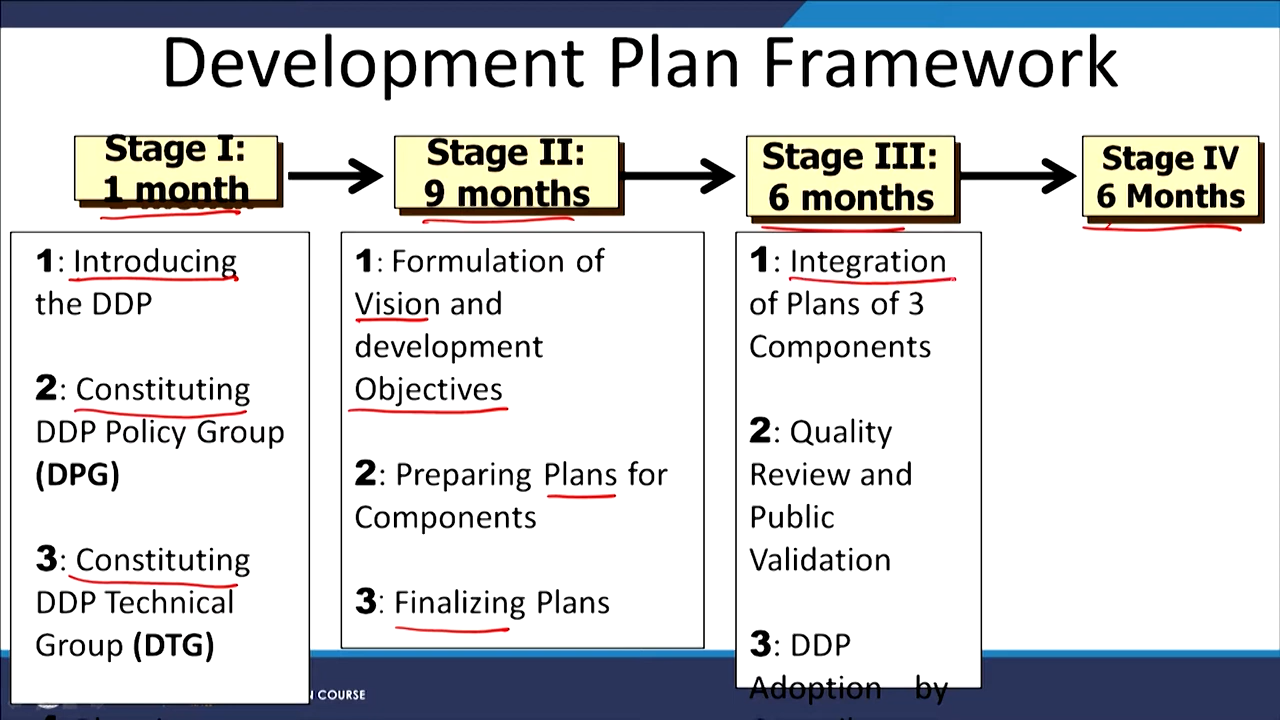 Development Plan Framework
Stage I:
1 month
Stage II:
9 months
Stage III:
6 months
Stage IV
6 Months
1: Introducing
the DDP
2: Constituting
DDP Policy Group
(DPG)
3: Constituting
DDP Technical
Group (DTG)
1: Formulation of
Vision and
development
Objectives
2: Preparing Plans for
Components
3: Finalizing Plans
1: Integration
of Plans of 3
Components
2: Quality
Review and
Public
Validation
3: DDP
Adoption by
N COURSE